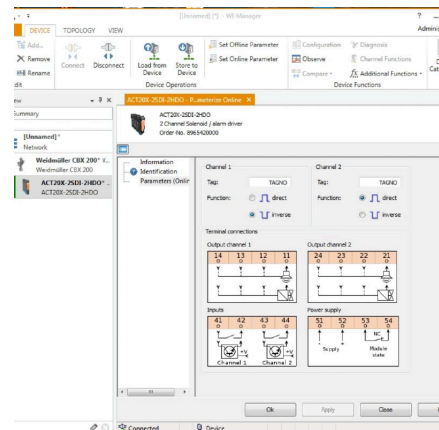 [Unnamed] (*) - WI-Manager
?
DEVICE TOPOLOGY VIEW
Add...
Remove
Rename
Connect
Disconnect
Load from Device
Store to Device
Set Offline Parameter
Set Online Parameter
Configuration
Observe
Compare
Diagnosis
Channel Functions
Additional Functions
Device Operations
Device Functions
[Unnamed]*
Network
Weidmüller CBX 200*
Weidmüller CBX 200
ACT20X-2SDI-2HDO*
ACT20X-2SDI-2HDO
ACT20X-2SDI-2HDO
2 Channel Solenoid / alarm driver
Order-No. 8965420000
Information
Identification
Parameters (Onlin
Channel 1
Tag: TAGNO
Function: direct
inverse
Channel 2
Tag: TAGNO
Function: direct
inverse
Terminal connections
Output channel 1
14 13 12 11
Output channel 2
24 23 22 21
Inputs
41 42 43 44
+V +V
Channel 1 Channel 2
Power supply
51 52 53 54
NC
Supply
Module state
Ok Apply Close
Connected Device